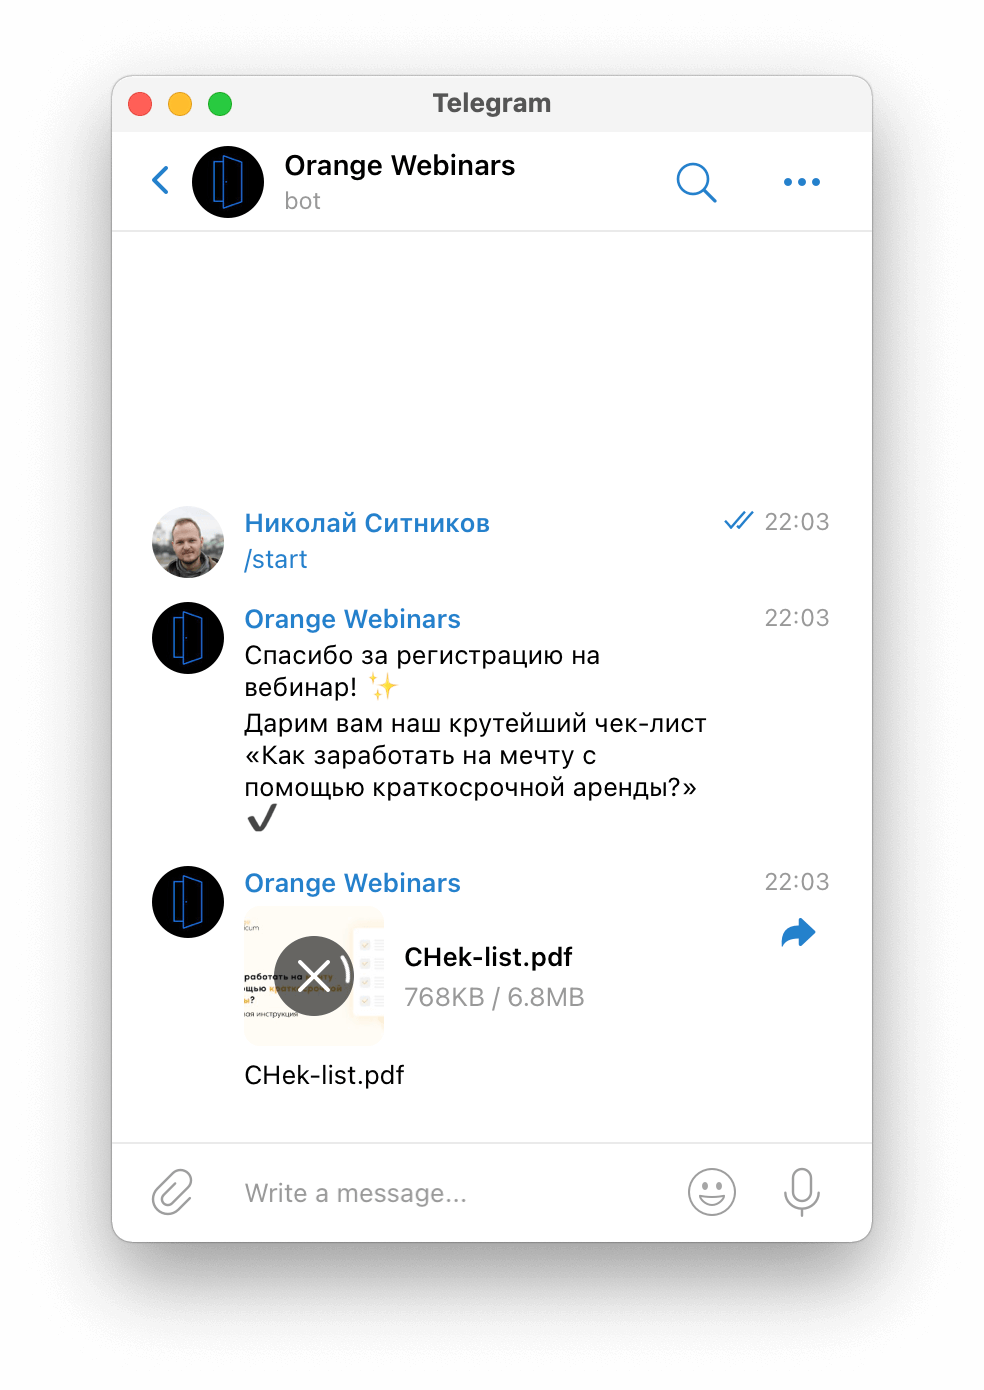 Telegram
Orange Webinars
bot
Николай Ситников
22:03
/start
Orange Webinars
22:03
Спасибо за регистрацию на
вебинар! ✨
Дарим вам наш крутейший чек-лист
«Как заработать на мечту с
помощью краткосрочной аренды?»
✔
Orange Webinars
22:03
CHek-list.pdf
768KB / 6.8MB
CHek-list.pdf
Write a message...